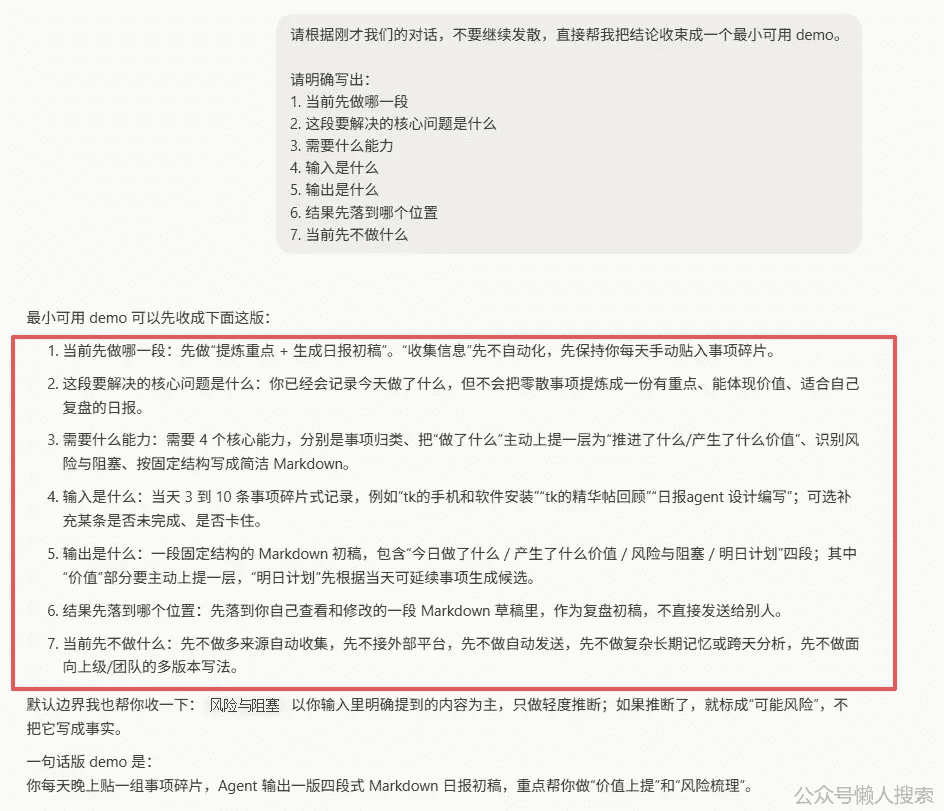 请根据刚才我们的对话，不要继续发散，直接帮我把结论收束成一个最小可用 demo。
请明确写出：
1. 当前先做哪一段
2. 这段要解决的核心问题是什么
3. 需要什么能力
4. 输入是什么
5. 输出是什么
6. 结果先落到哪个位置
7. 当前先不做什么
最小可用 demo 可以先收成下面这版：
1. 当前先做哪一段：先做“提炼重点 + 生成日报初稿”。“收集信息”先不自动化，先保持你每天手动贴入事项碎片。
2. 这段要解决的核心问题是什么：你已经会记录今天做了什么，但不会把零散事项提炼成一份有重点、能体现价值、适合自己
复盘的日报。
3. 需要什么能力：需要 4 个核心能力，分别是事项归类、把“做了什么”主动上提一层为“推进了什么/产生了什么价值”、识别风
险与阻塞、按固定结构写成简洁 Markdown。
4. 输入是什么：当天 3 到 10 条事项碎片式记录，例如“tk的手机和软件安装”“tk的精华帖回顾”“日报agent 设计编写”；可选补
充某条是否未完成、是否卡住。
5. 输出是什么：一段固定结构的 Markdown 初稿，包含“今日做了什么 / 产生了什么价值 / 风险与阻塞 / 明日计划”四段；其中
“价值”部分要主动上提一层，“明日计划”先根据当天可延续事项生成候选。
6. 结果先落到哪个位置：先落到你自己查看和修改的一段 Markdown 草稿里，作为复盘初稿，不直接发送给别人。
7. 当前先不做什么：先不做多来源自动收集，先不接外部平台，先不做自动发送，先不做复杂长期记忆或跨天分析，先不做面
向上级/团队的多版本写法。
默认边界我也帮你收一下： 风险与阻塞 以你输入里明确提到的内容为主，只做轻度推断；如果推断了，就标成“可能风险”，不
把它写成事实。
一句话版 demo 是：
你每天晚上贴一组事项碎片，Agent 输出一版四段式 Markdown 日报初稿，重点帮你做“价值上提”和“风险梳理”。
公众号懒人搜索